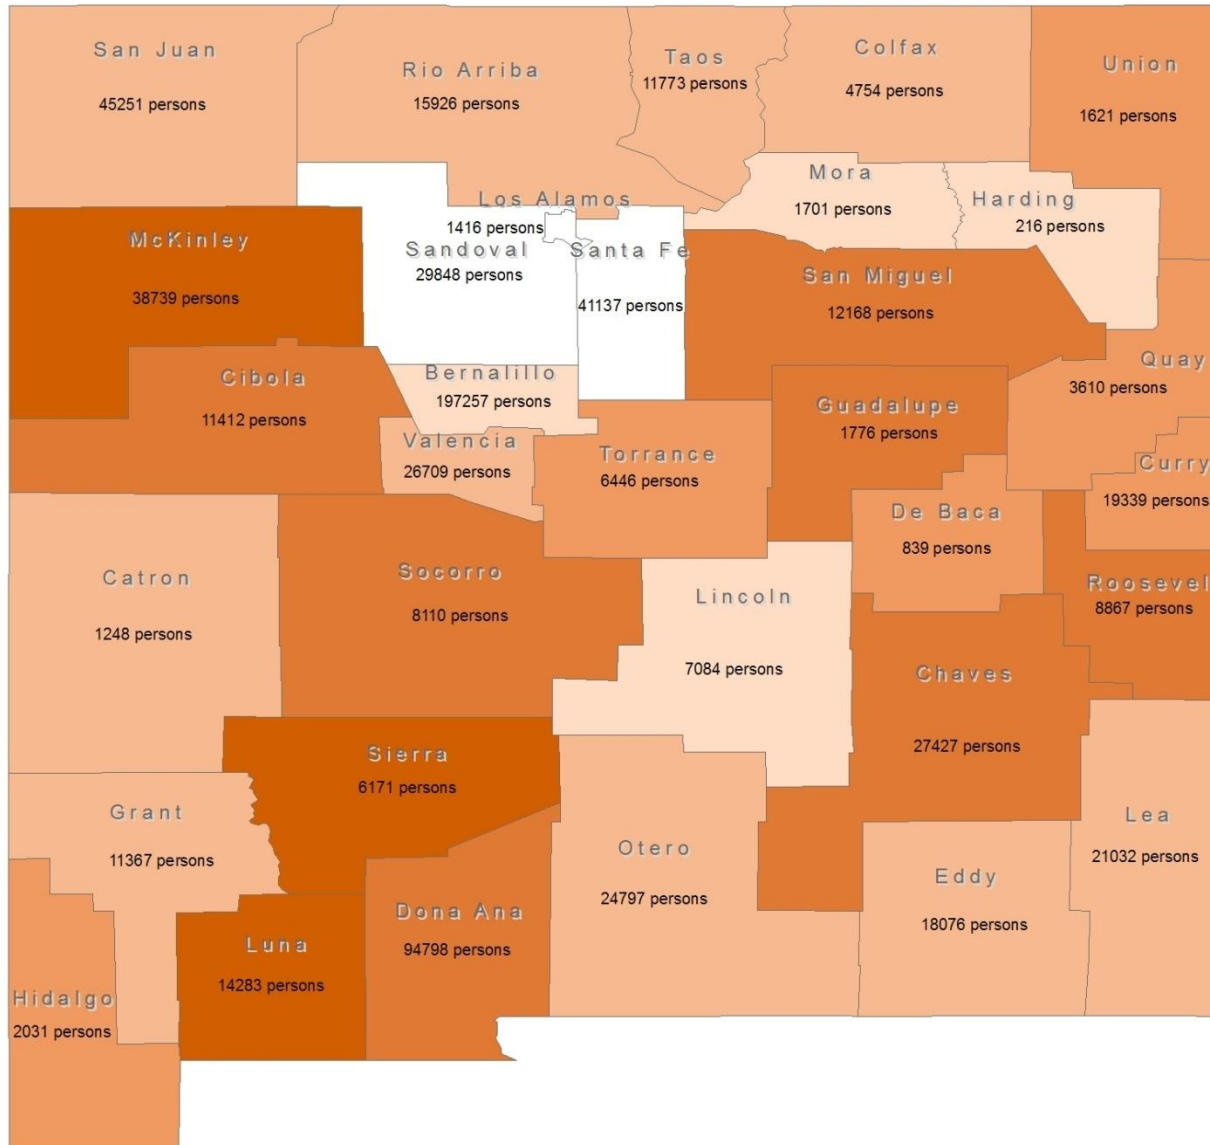 San Juan
45251 persons
Rio Arriba
15926 persons
Taos
11773 persons
Colfax
4754 persons
Union
1621 persons
Mora
1701 persons
Harding
216 persons
Los Alamos
1416 persons
Sandoval
29848 persons
Santa Fe
41137 persons
McKinley
38739 persons
San Miguel
12168 persons
Quay
3610 persons
Cibola
11412 persons
Bernalillo
197257 persons
Guadalupe
1776 persons
Valencia
26709 persons
Torrance
6446 persons
Curry
19339 persons
De Baca
839 persons
Catron
1248 persons
Socorro
8110 persons
Lincoln
7084 persons
Roosevel
8867 persons
Chaves
27427 persons
Sierra
6171 persons
Grant
11367 persons
Otero
24797 persons
Lea
21032 persons
Eddy
18076 persons
Dona Ana
94798 persons
Luna
14283 persons
Hidalgo
2031 persons